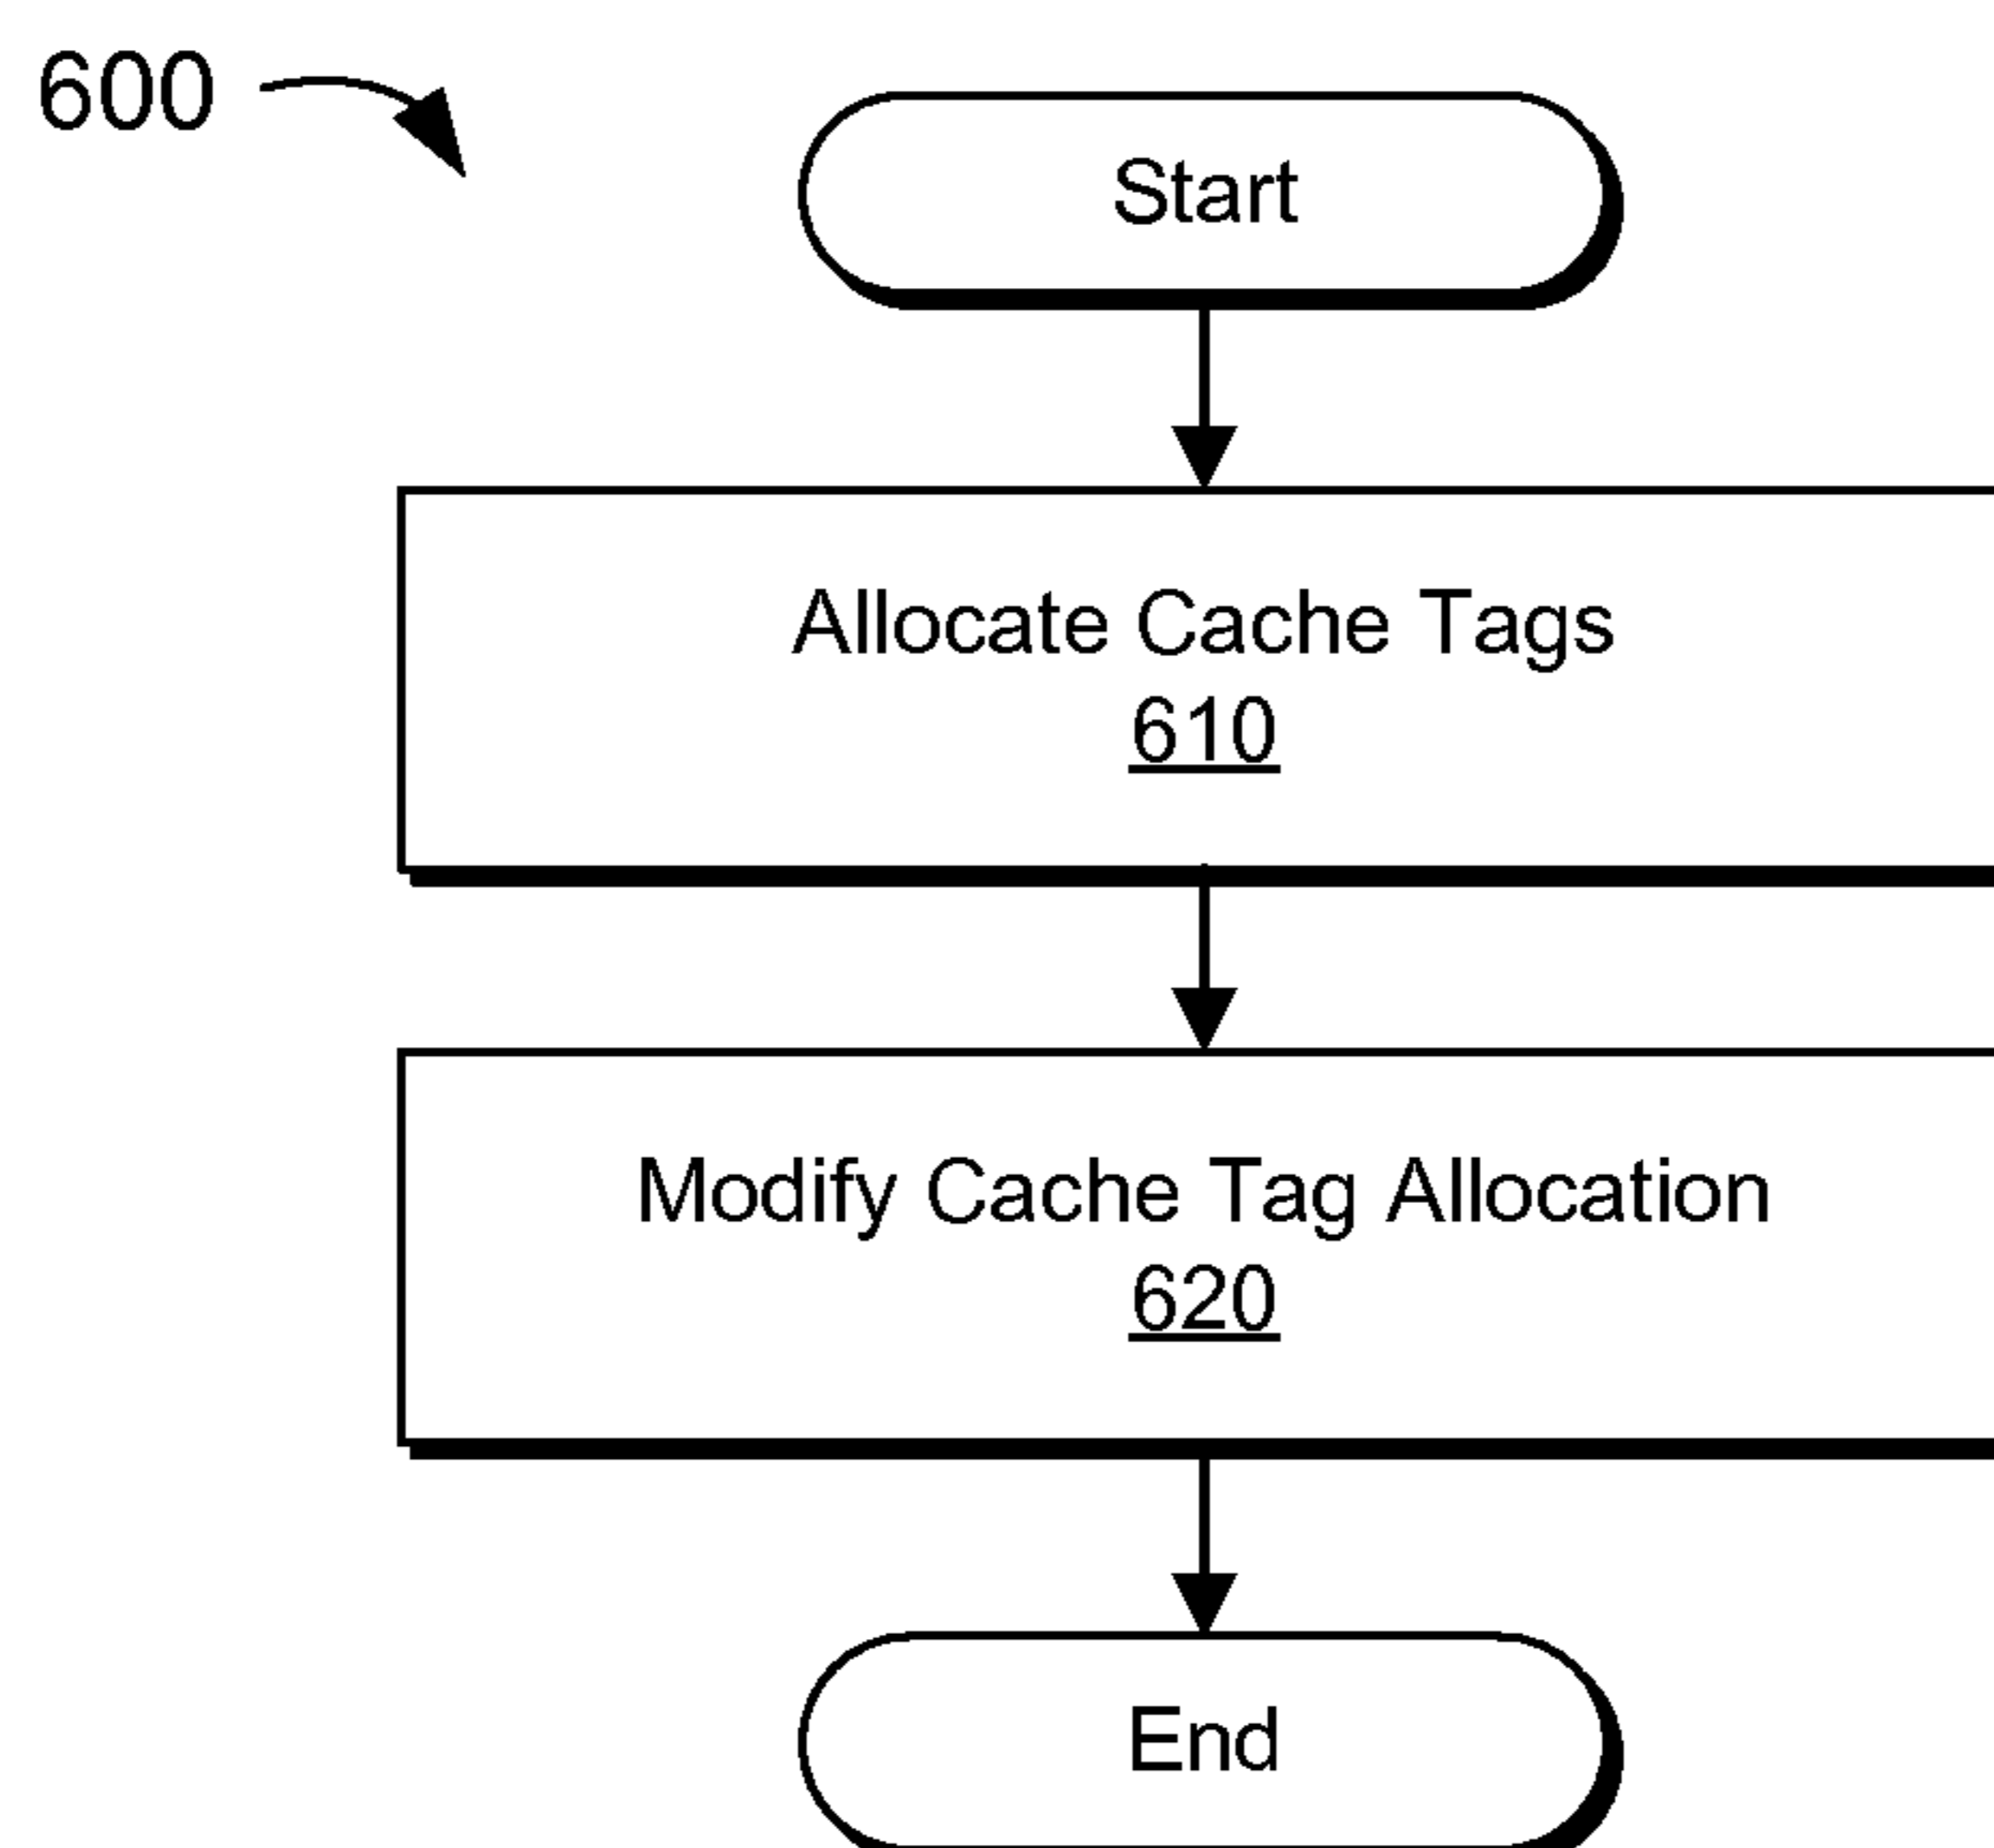 600
Start
Allocate Cache Tags
610
Modify Cache Tag Allocation
620
End